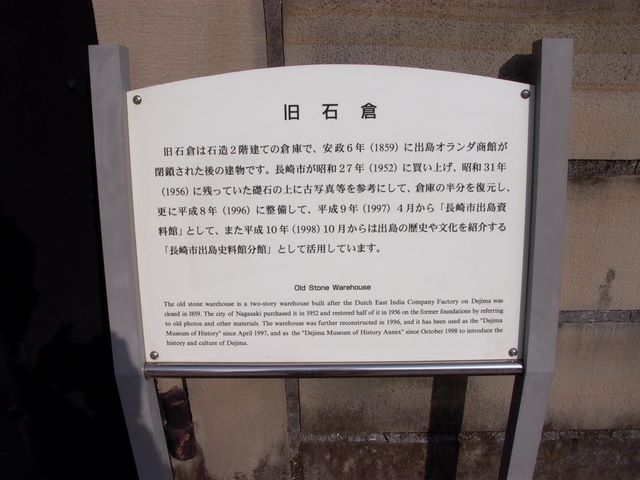 旧石倉
旧石倉は石造２階建ての倉庫で、安政６年（1859）に出島オランダ商館が
閉鎖された後の建物です。長崎市が昭和27年（1952）に買い上げ、昭和31年
（1956）に残っていた礎石の上に古写真等を参考にして、倉庫の半分を復元し、
更に平成８年（1996）に整備して、平成９年（1997）４月から「長崎市出島資
料館」として、また平成10年（1998）10月からは出島の歴史や文化を紹介する
「長崎市出島史料館分館」として活用しています。
Old Stone Warehouse
The old stone warehouse is a two-story warehouse built after the Dutch East India Company Factory on Dejima was
closed in 1859. The city of Nagasaki purchased it in 1952 and restored half of it in 1956 on the former foundations by referring
to old photos and other materials. The warehouse was further reconstructed in 1996, and it has been used as the "Dejima
Museum of History" since April 1997, and as the "Dejima Museum of History Annex" since October 1998 to introduce the
history and culture of Dejima.